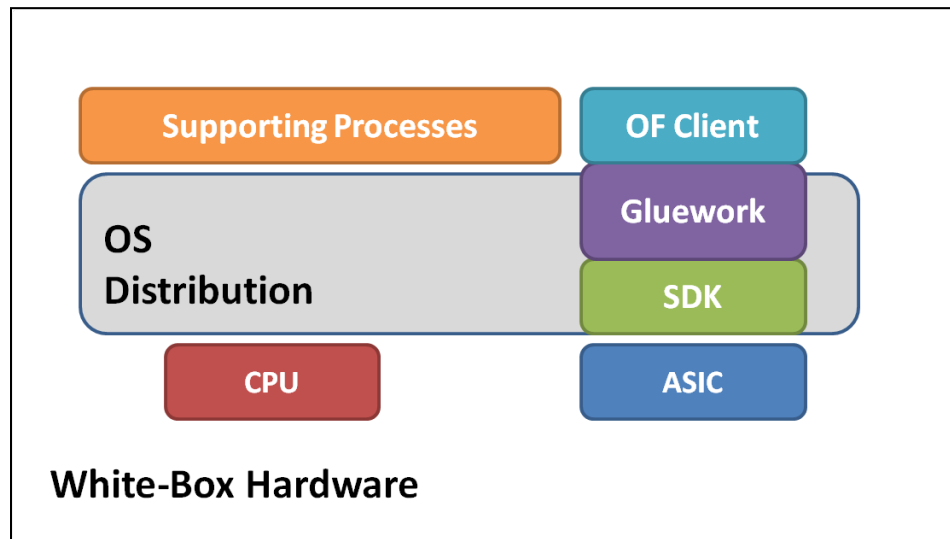 Supporting Processes
OF Client
Gluework
OS
Distribution
SDK
CPU
ASIC
White-Box Hardware